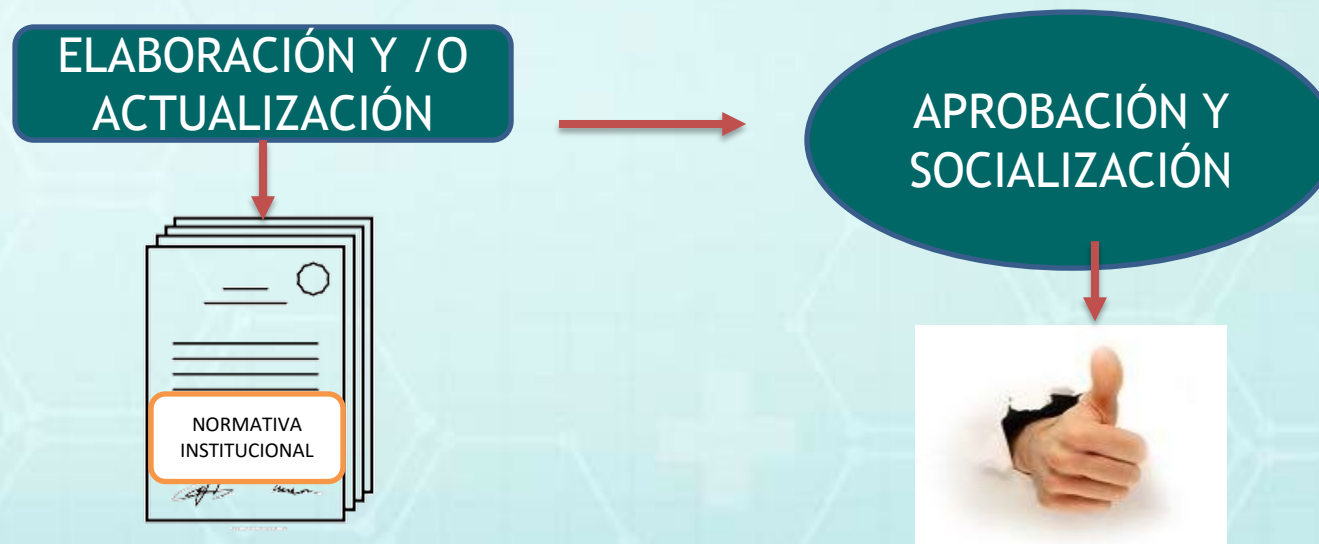 ELABORACIÓN Y /O
ACTUALIZACIÓN
APROBACIÓN Y
SOCIALIZACIÓN
NORMATIVA
INSTITUCIONAL